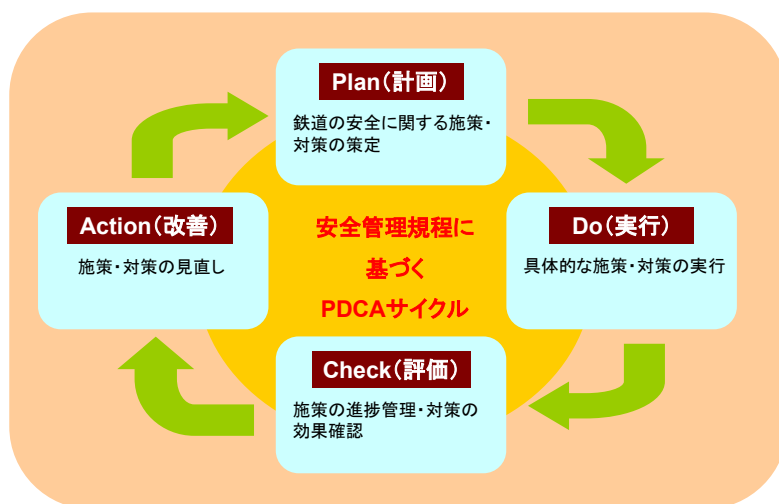 Plan（計画）
鉄道の安全に関する施策・
対策の策定
Action（改善）
施策・対策の見直し
安全管理規程に
基づく
PDCAサイクル
Do（実行）
具体的な施策・対策の実行
Check（評価）
施策の進捗管理・対策の
効果確認